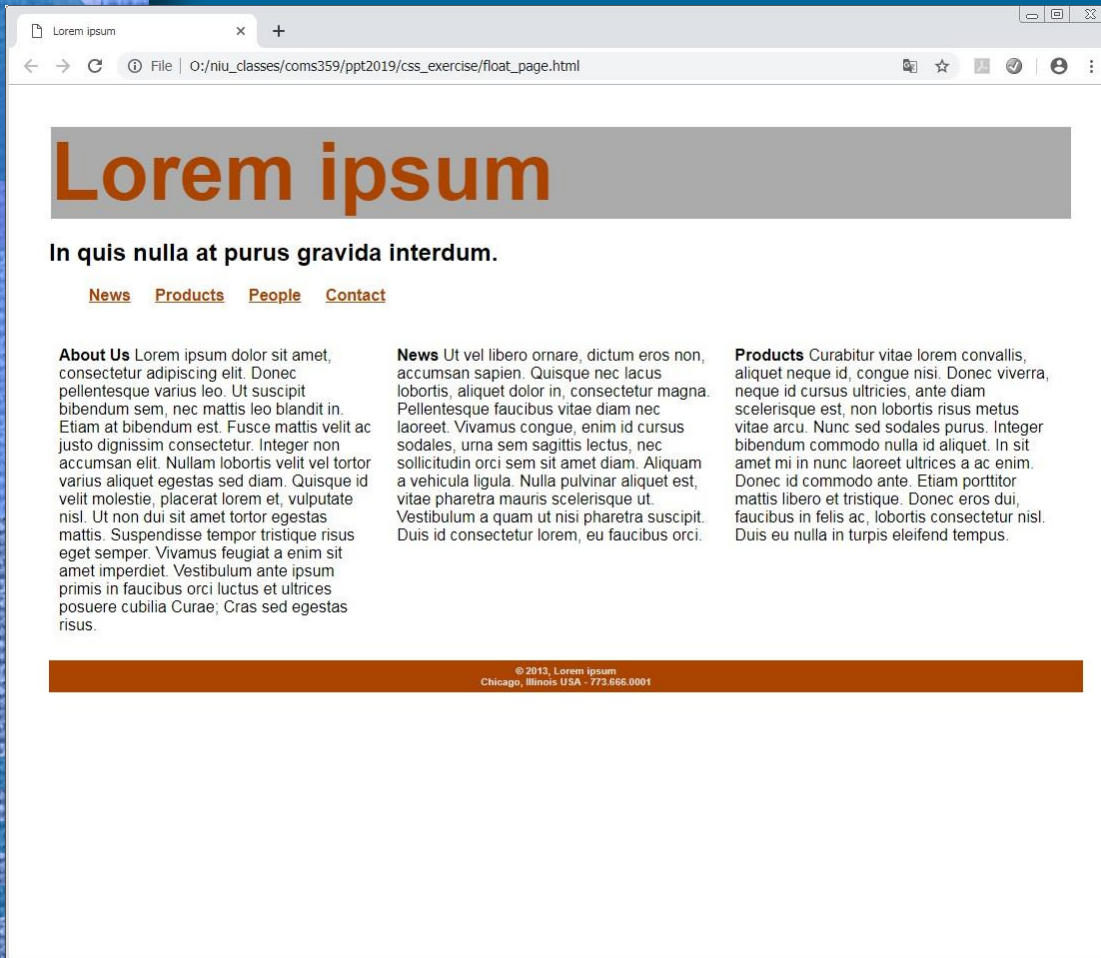 Lorem ipsum
File | O:/niu_classes/coms359/ppt2019/css_exercise/float_page.html
Lorem ipsum
In quis nulla at purus gravida interdum.
News Products People Contact
About Us Lorem ipsum dolor sit amet,
consectetur adipiscing elit. Donec
pellentesque varius leo. Ut suscipit
bibendum sem, nec mattis leo blandit in.
Etiam at bibendum est. Fusce mattis velit ac
justo dignissim consectetur. Integer non
accumsan elit. Nullam lobortis velit vel tortor
varius aliquet egestas sed diam. Quisque id
velit molestie, placerat lorem et, vulputate
nisl. Ut non dui sit amet tortor egestas
mattis. Suspendisse tempor tristique risus
eget semper. Vivamus feugiat a enim sit
amet imperdiet. Vestibulum ante ipsum
primis in faucibus orci luctus et ultrices
posuere cubilia Curae; Cras sed egestas
risus.
News Ut vel libero ornare, dictum eros non,
accumsan sapien. Quisque nec lacus
lobortis, aliquet dolor in, consectetur magna.
Pellentesque faucibus vitae diam nec
laoreet. Vivamus congue, enim id cursus
sodales, urna sem sagittis lectus, nec
sollicitudin orci sem sit amet diam. Aliquam
a vehicula ligula. Nulla pulvinar aliquet est,
vitae pharetra mauris scelerisque ut.
Vestibulum a quam ut nisi pharetra suscipit.
Duis id consectetur lorem, eu faucibus orci.
Products Curabitur vitae lorem convallis,
aliquet neque id, congue nisi. Donec viverra,
neque id cursus ultricies, ante diam
scelerisque est, non lobortis risus metus
vitae arcu. Nunc sed sodales purus. Integer
bibendum commodo nulla id aliquet. In sit
amet mi in nunc laoreet ultrices a ac enim.
Donec id commodo ante. Etiam porttitor
mattis libero et tristique. Donec eros dui,
faucibus in felis ac, lobortis consectetur nisl.
Duis eu nulla in turpis eleifend tempus.
© 2013, Lorem ipsum
Chicago, Illinois USA - 773.666.0001